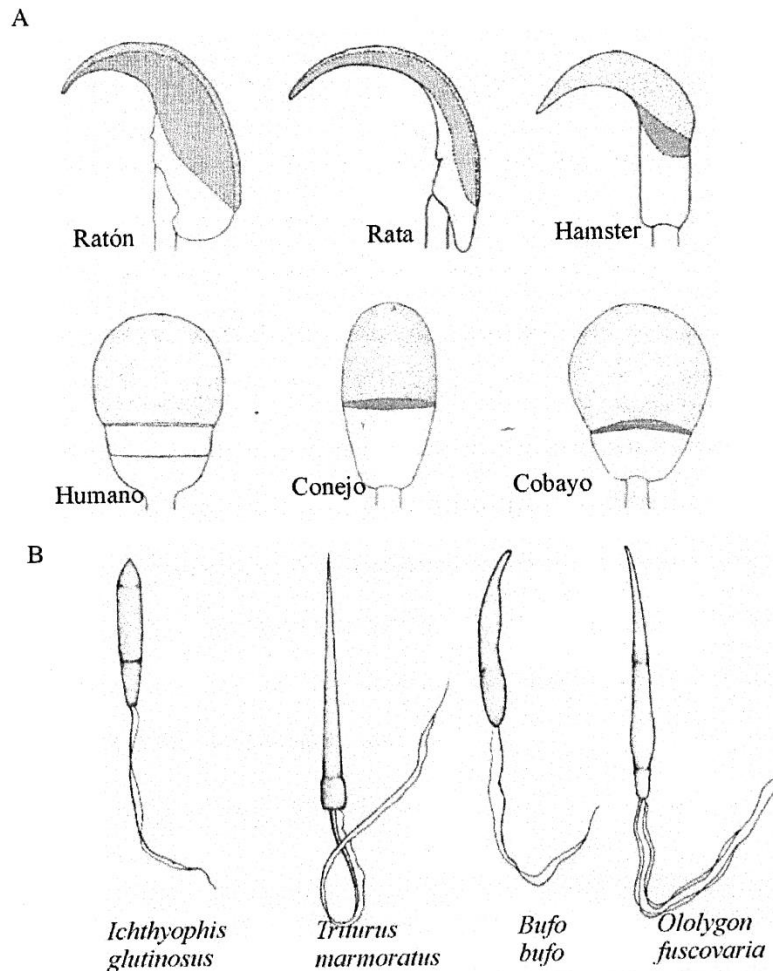 A
Ratón
Rata
Hamster
Humano
Conejo
Cobayo
B
Ichthyophis
glutinosus
Triturus
marmoratus
Bufo
bufo
Ololygon
fuscovaria